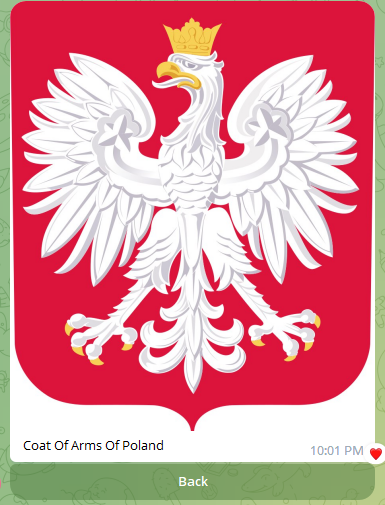 Coat Of Arms Of Poland
10:01 PM
Back